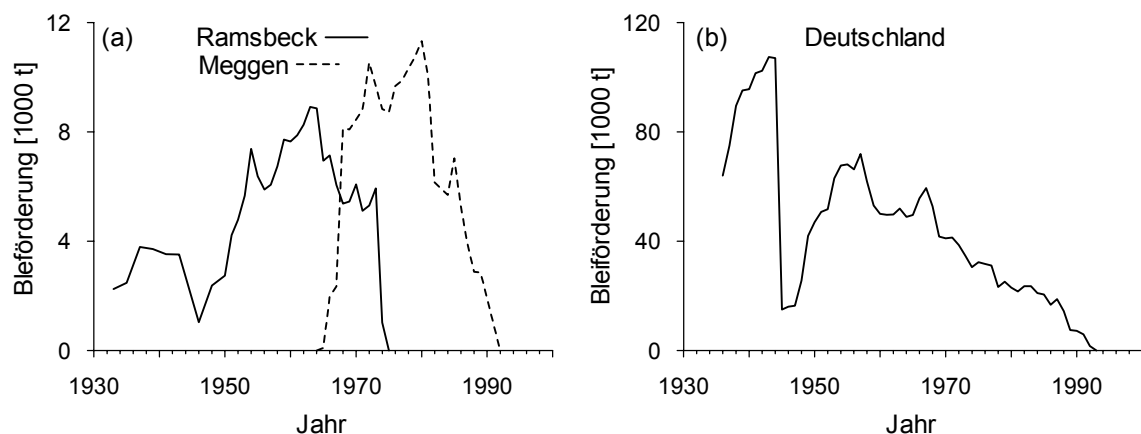 (a)
Ramsbeck
Meggen
Bleförderung [1000 t]
12
8
4
0
1930
1950
1970
1990
Jahr
(b)
Deutschland
Bleiförderung [1000 t]
120
80
40
0
1930
1950
1970
1990
Jahr